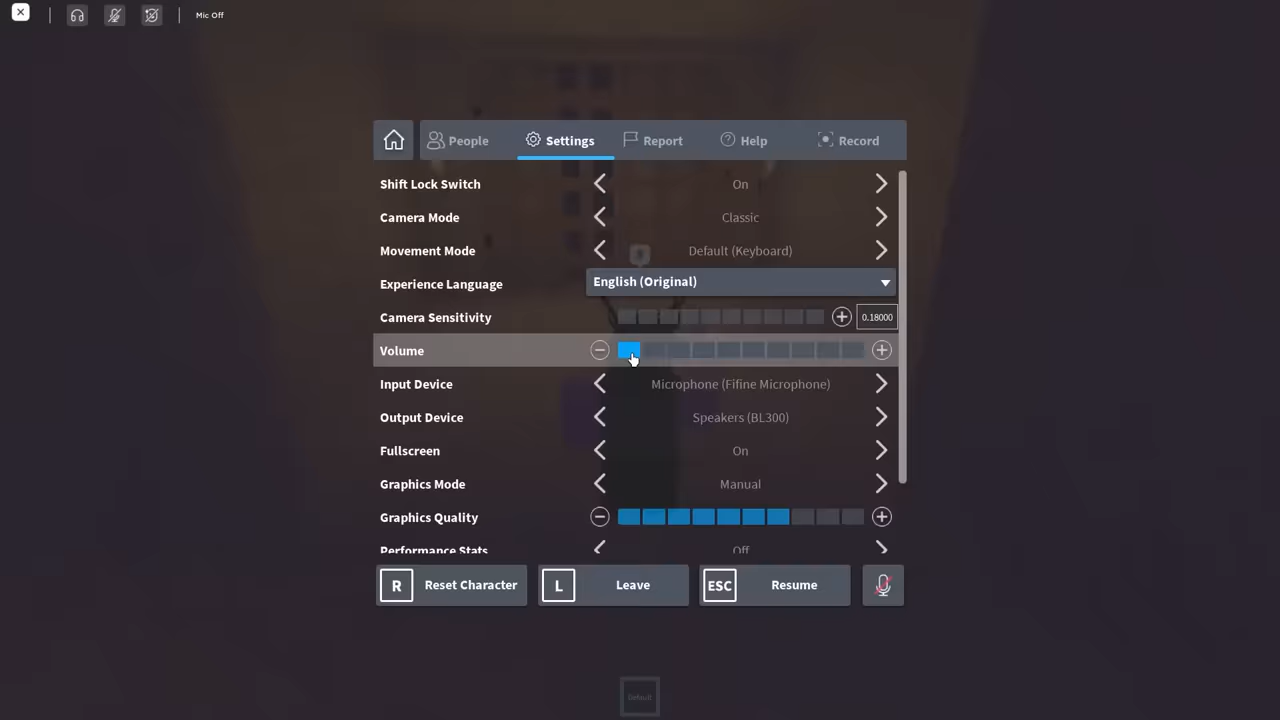 Mic Off
People Settings Report Help Record
Shift Lock Switch On
Camera Mode Classic
Movement Mode Default (Keyboard)
Experience Language English (Original)
Camera Sensitivity 0.18000
Volume
Input Device Microphone (Fifine Microphone)
Output Device Speakers (BL300)
Fullscreen On
Graphics Mode Manual
Graphics Quality
Performance Stats Off
R Reset Character L Leave ESC Resume
Default